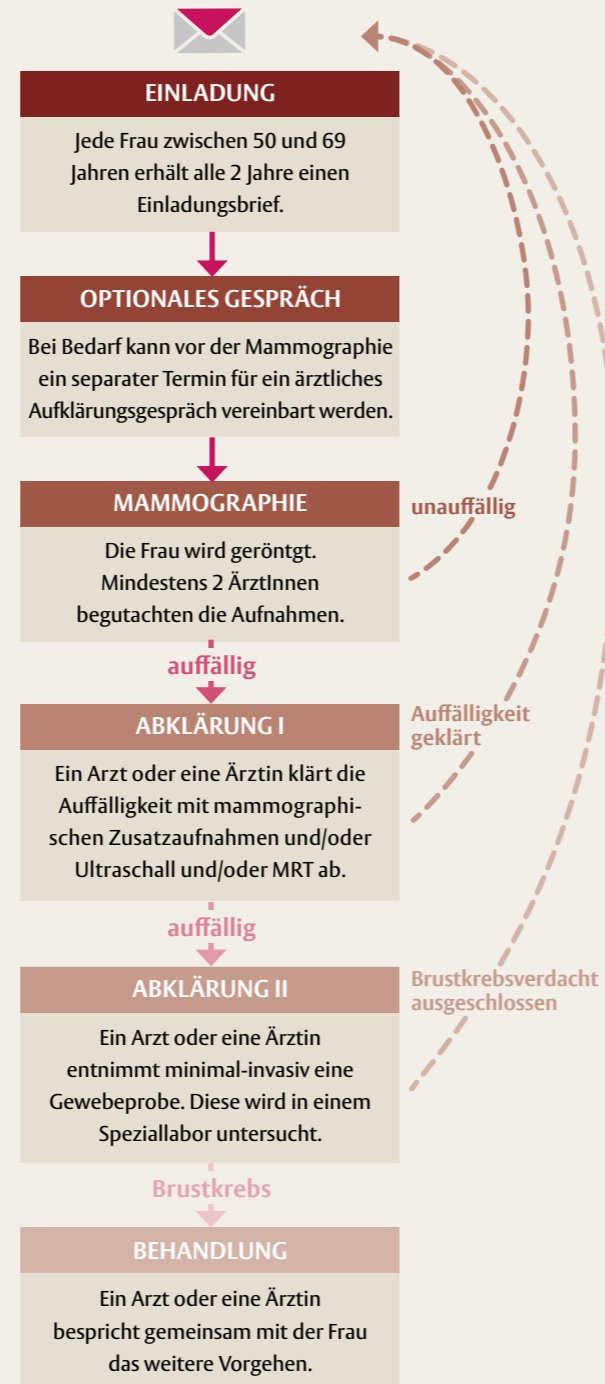 EINLADUNG
Jede Frau zwischen 50 und 69
Jahren erhält alle 2 Jahre einen
Einladungsbrief.
OPTIONALES GESPRÄCH
Bei Bedarf kann vor der Mammographie
ein separater Termin für ein ärztliches
Aufklärungsgespräch vereinbart werden.
MAMMOGRAPHIE
Die Frau wird geröntgt.
Mindestens 2 ÄrztInnen
begutachten die Aufnahmen.
unauffällig
auffällig
ABKLÄRUNG I
Ein Arzt oder eine Ärztin klärt die
Auffälligkeit mit mammographi-
schen Zusatzaufnahmen und/oder
Ultraschall und/oder MRT ab.
Auffälligkeit
geklärt
auffällig
ABKLÄRUNG II
Ein Arzt oder eine Ärztin
entnimmt minimal-invasiv eine
Gewebeprobe. Diese wird in einem
Speziallabor untersucht.
Brustkrebsverdacht
ausgeschlossen
Brustkrebs
BEHANDLUNG
Ein Arzt oder eine Ärztin
bespricht gemeinsam mit der Frau
das weitere Vorgehen.